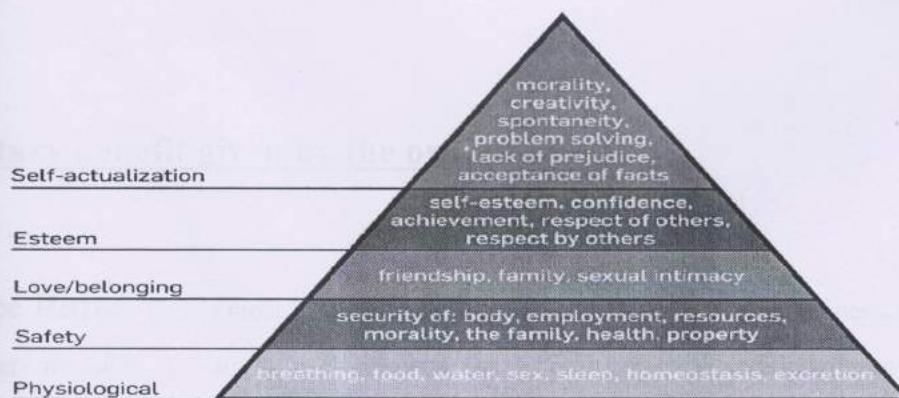 morality,
creativity,
spontaneity,
problem solving,
lack of prejudice,
acceptance of facts
Self-actualization
self-esteem, confidence,
achievement, respect of others,
respect by others
Esteem
friendship, family, sexual intimacy
Love/belonging
security of: body, employment, resources,
morality, the family, health, property
Safety
breathing, food, water, sex, sleep, homeostasis, excretion
Physiological